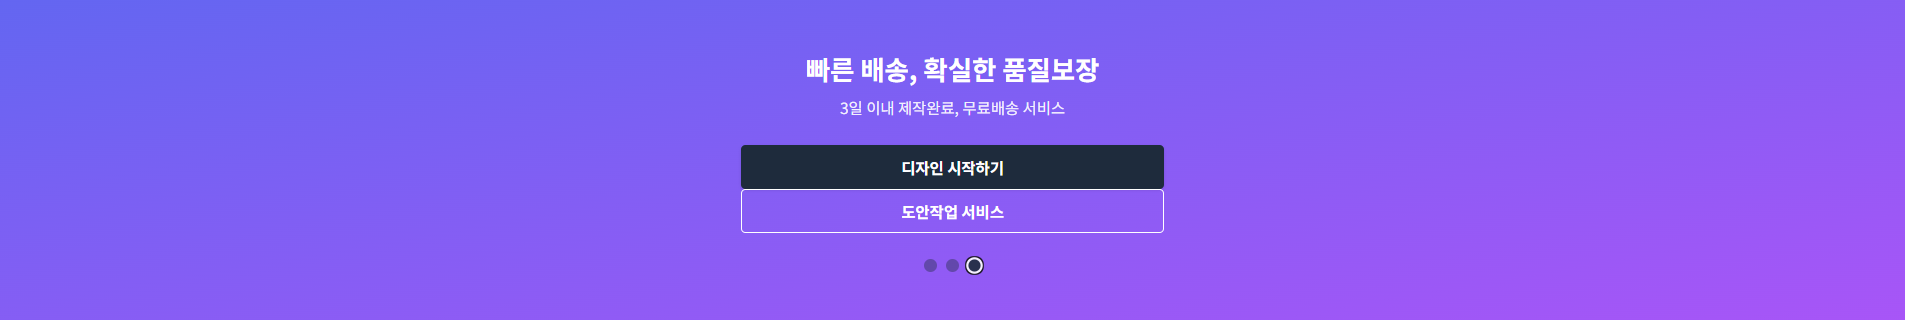 빠른 배송, 확실한 품질보장
3일 이내 제작완료, 무료배송 서비스
디자인 시작하기
도안작업 서비스